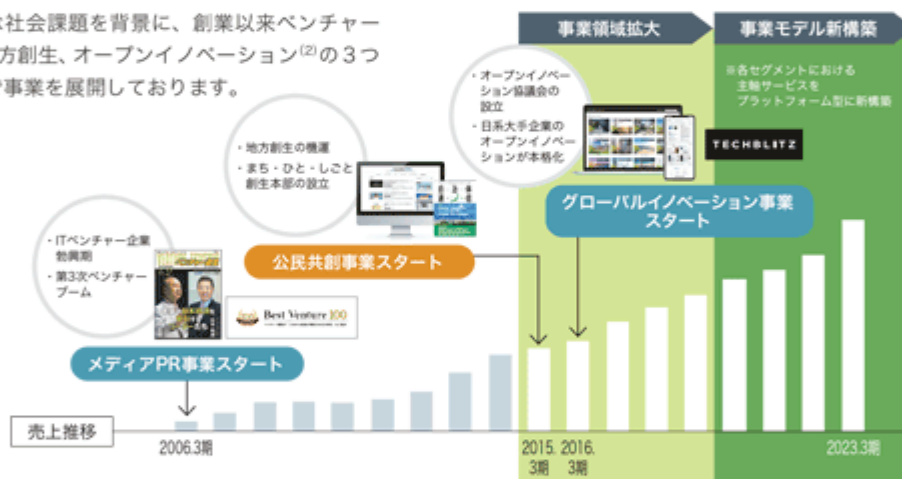 社会課題を背景に、創業以来ベンチャー
方創生、オープンイノベーション(2)の３つ
事業を展開しております。
事業領域拡大
事業モデル新構築
※各セグメントにおける
主軸サービスを
プラットフォーム型に新構築
・オープンイノベー
ション協議会の
設立
・日系大手企業の
オープンイノベー
ションが本格化
TECHBLITZ
グローバルイノベーション事業
スタート
・地方創生の機運
・まち・ひと・しごと
創生本部の設立
公民共創事業スタート
・ITベンチャー企業
勃興期
・第3次ベンチャー
ブーム
Best Venture 100
メディアPR事業スタート
売上推移
2006.3期
2015.
3期
2016.
3期
2023.3期